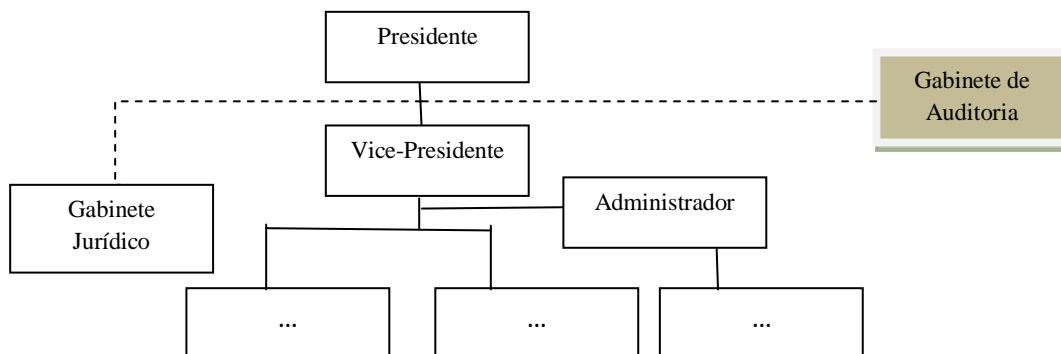 Presidente
Gabinete de
Auditoria
Vice-Presidente
Gabinete
Jurídico
Administrador
...
...
...